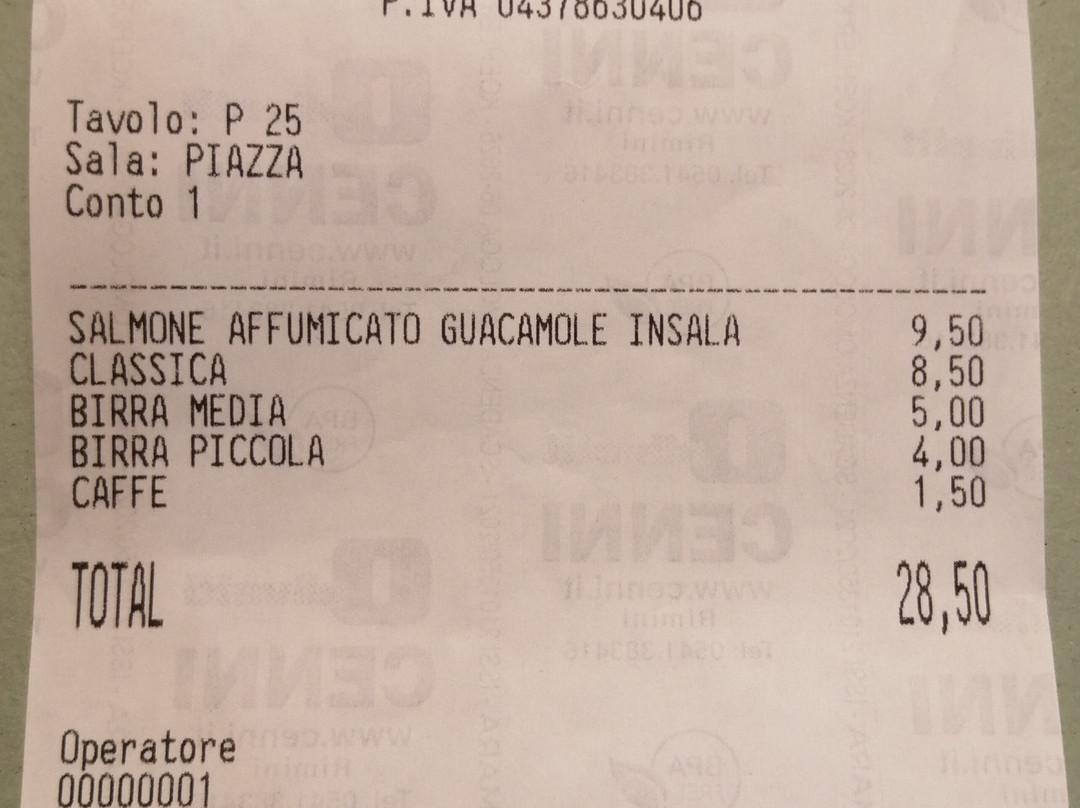 P.IVA 04378630406
Tavolo: P 25
Sala: PIAZZA
Conto 1
SALMONE AFFUMICATO GUACAMOLE INSALA 9,50
CLASSICA 8,50
BIRRA MEDIA 5,00
BIRRA PICCOLA 4,00
CAFFE 1,50
TOTAL 28,50
Operatore
00000001